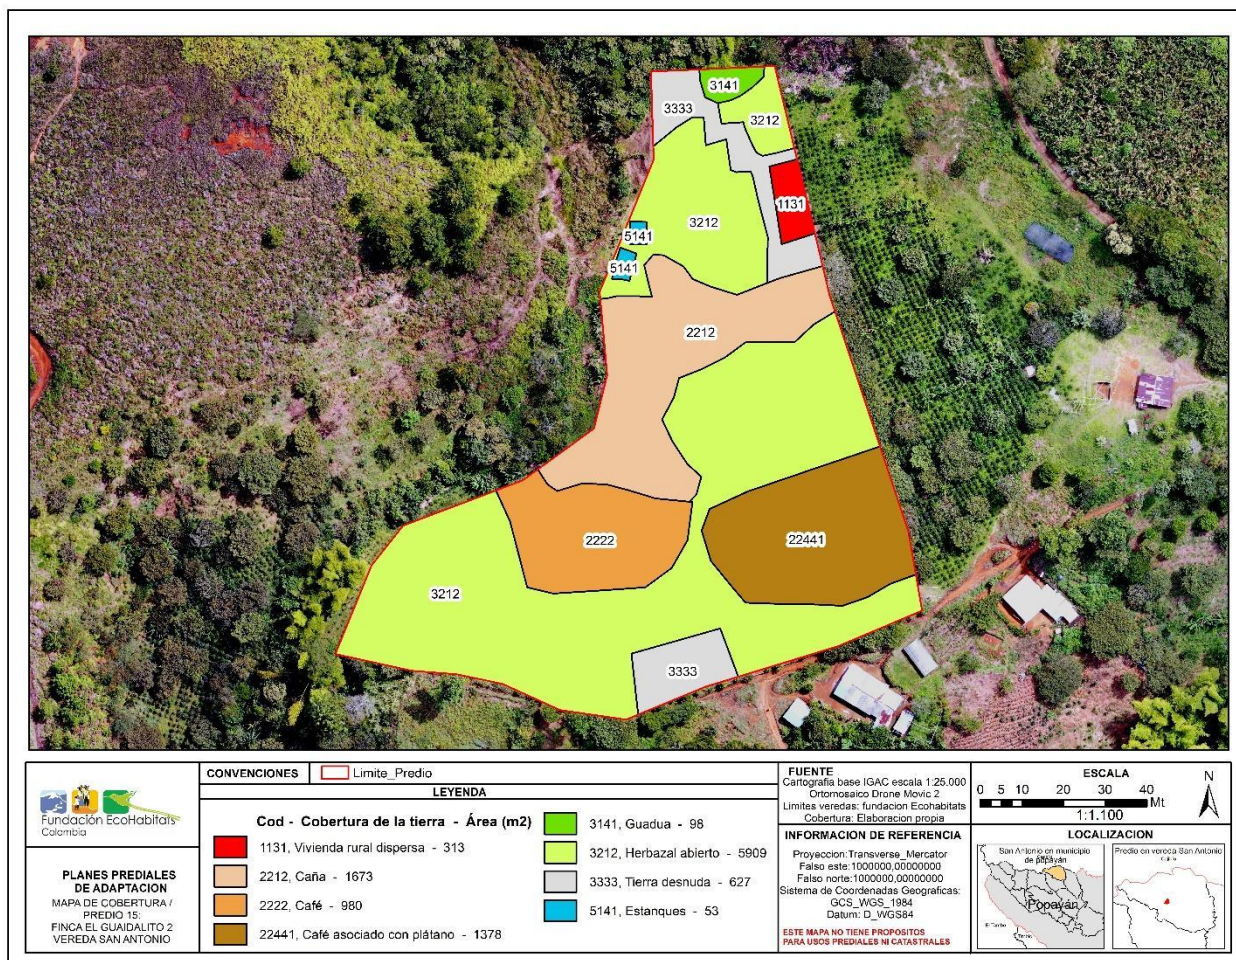 3141
3333
3212
1131
3212
5141
5141
2212
2222
22441
3212
3333
Fundación EcoHabitats
Colombia
PLANES PREDIALES
DE ADAPTACION
MAPA DE COBERTURA /
PREDIO 15:
FINCA EL GUAIDALITO 2
VEREDA SAN ANTONIO
CONVENCIONES
Limite_Predio
LEYENDA
Cod - Cobertura de la tierra - Área (m2)
1131, Vivienda rural dispersa - 313
2212, Caña - 1673
2222, Café - 980
22441, Café asociado con plátano - 1378
3141, Guadua - 98
3212, Herbazal abierto - 5909
3333, Tierra desnuda - 627
5141, Estanques - 53
FUENTE
Cartografia base IGAC escala 1:25.000
Ortomosaico Drone Movic 2
Limites veredas: fundacion Ecohabitats
Cobertura: Elaboracion propia
INFORMACION DE REFERENCIA
Proyeccion:Transverse_Mercator
Falso este:1000000,00000000
Falso norte:1000000,00000000
Sistema de Coordenadas Geograficas:
GCS_WGS_1984
Datum: D_WGS84
ESTE MAPA NO TIENE PROPOSITOS
PARA USOS PREDIALES NI CATASTRALES
ESCALA
N
0 5 10 20 30 40
Mt
1:1.100
LOCALIZACION
San Antonio en municipio
de popayán
Popayán
El Tambo
Predio en vereda San Antonio